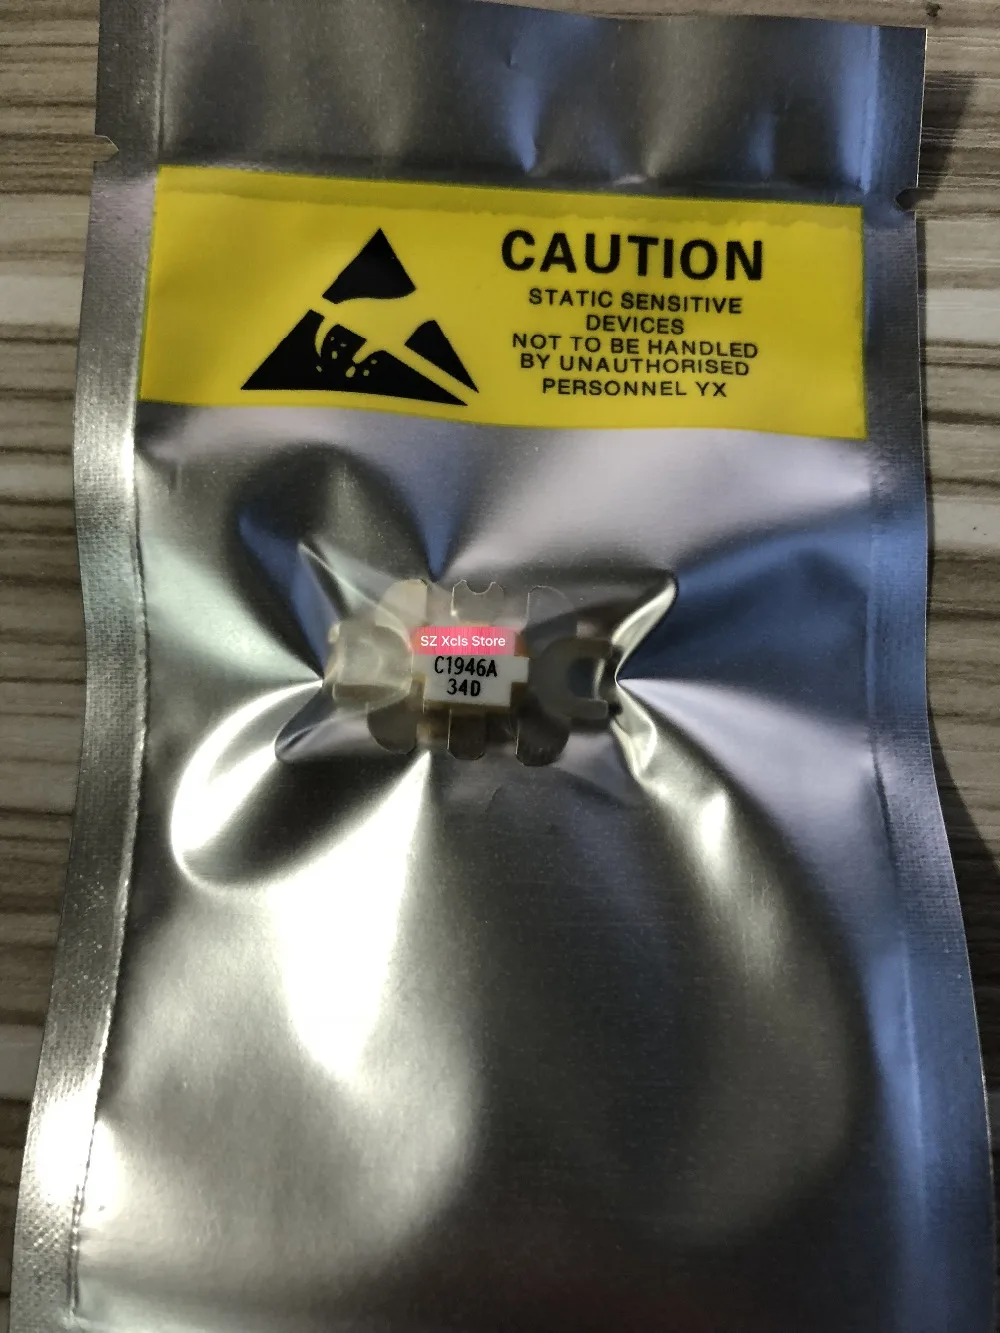 CAUTION
STATIC SENSITIVE
DEVICES
NOT TO BE HANDLED
BY UNAUTHORISED
PERSONNEL YX
SZ Xcls Store
C1946A
34D